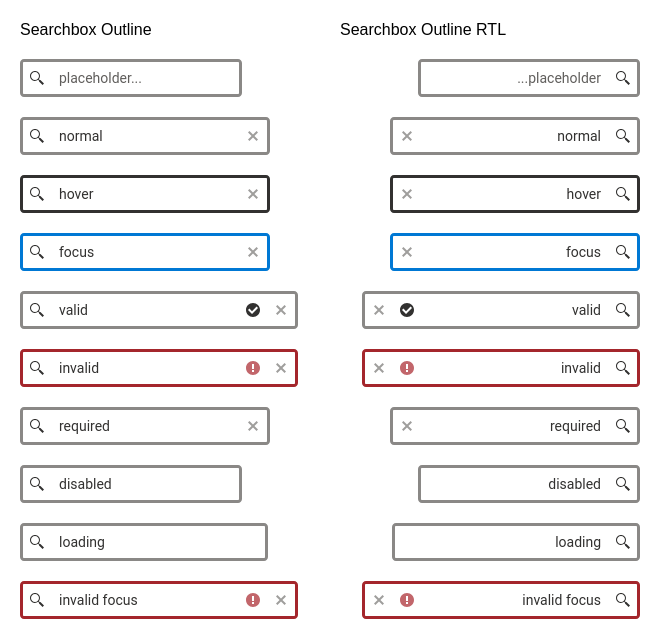 Searchbox Outline
placeholder...
normal
hover
focus
valid
invalid
required
disabled
loading
invalid focus
Searchbox Outline RTL
...placeholder
normal
hover
focus
valid
invalid
required
disabled
loading
invalid focus